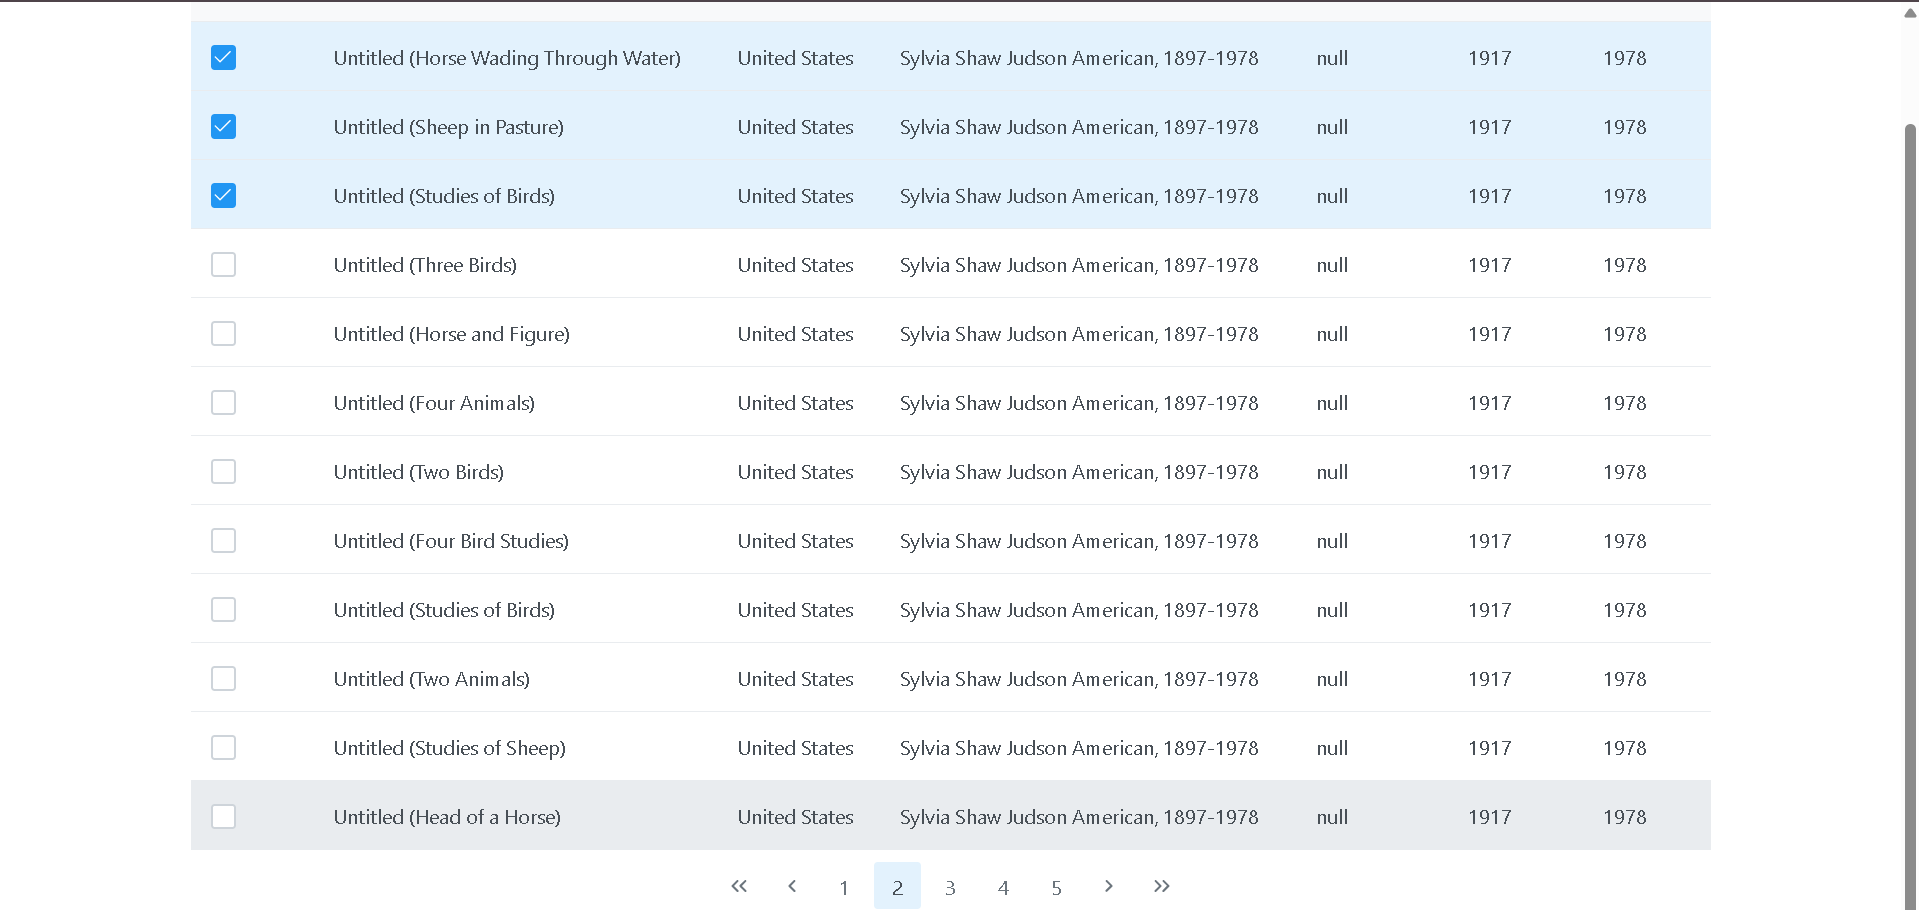 Untitled (Horse Wading Through Water) United States Sylvia Shaw Judson American, 1897-1978 null 1917 1978
Untitled (Sheep in Pasture) United States Sylvia Shaw Judson American, 1897-1978 null 1917 1978
Untitled (Studies of Birds) United States Sylvia Shaw Judson American, 1897-1978 null 1917 1978
Untitled (Three Birds) United States Sylvia Shaw Judson American, 1897-1978 null 1917 1978
Untitled (Horse and Figure) United States Sylvia Shaw Judson American, 1897-1978 null 1917 1978
Untitled (Four Animals) United States Sylvia Shaw Judson American, 1897-1978 null 1917 1978
Untitled (Two Birds) United States Sylvia Shaw Judson American, 1897-1978 null 1917 1978
Untitled (Four Bird Studies) United States Sylvia Shaw Judson American, 1897-1978 null 1917 1978
Untitled (Studies of Birds) United States Sylvia Shaw Judson American, 1897-1978 null 1917 1978
Untitled (Two Animals) United States Sylvia Shaw Judson American, 1897-1978 null 1917 1978
Untitled (Studies of Sheep) United States Sylvia Shaw Judson American, 1897-1978 null 1917 1978
Untitled (Head of a Horse) United States Sylvia Shaw Judson American, 1897-1978 null 1917 1978
« ‹ 1 2 3 4 5 › »